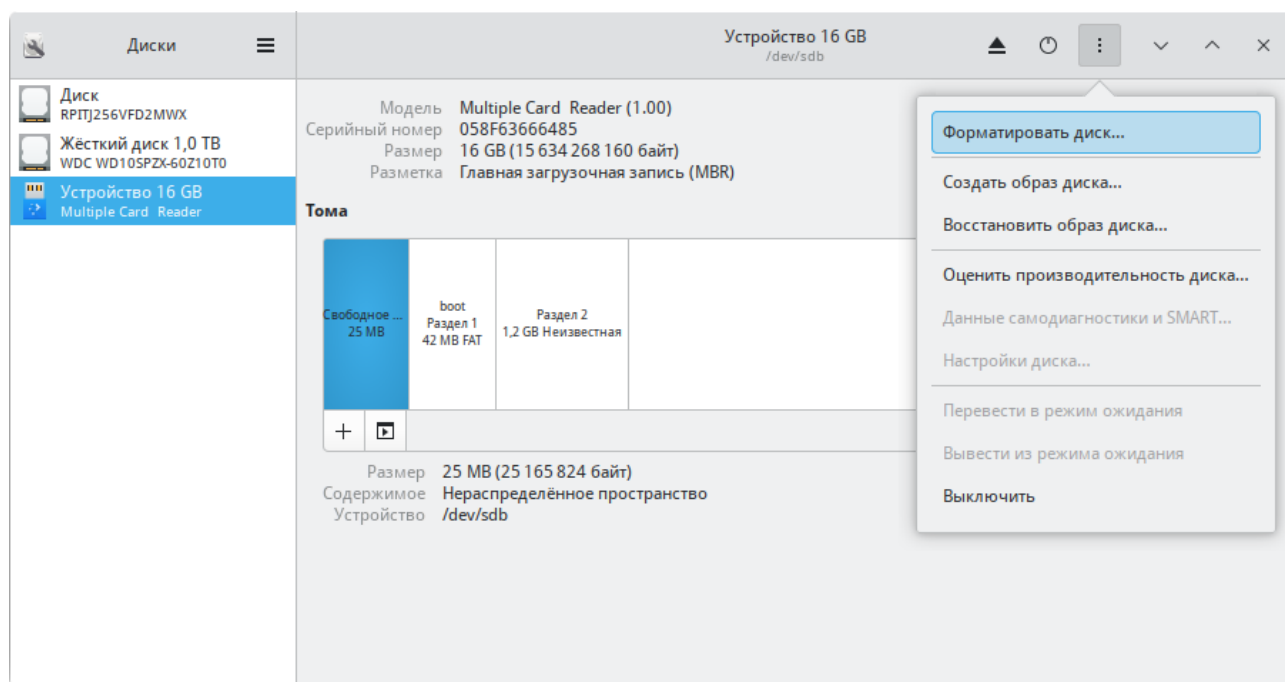 Диски
Устройство 16 GB
/dev/sdb
Диск
RPITJ256VFD2MWX
Жёсткий диск 1,0 TB
WDC WD10SPZX-60Z10T0
Устройство 16 GB
Multiple Card Reader
Модель Multiple Card Reader (1.00)
Серийный номер 058F63666485
Размер 16 GB (15 634 268 160 байт)
Разметка Главная загрузочная запись (MBR)
Тома
Свободное ...
25 MB
boot
Раздел 1
42 MB FAT
Раздел 2
1,2 GB Неизвестная
Размер 25 MB (25 165 824 байт)
Содержимое Нераспределённое пространство
Устройство /dev/sdb
Форматировать диск...
Создать образ диска...
Восстановить образ диска...
Оценить производительность диска...
Данные самодиагностики и SMART...
Настройки диска...
Перевести в режим ожидания
Вывести из режима ожидания
Выключить